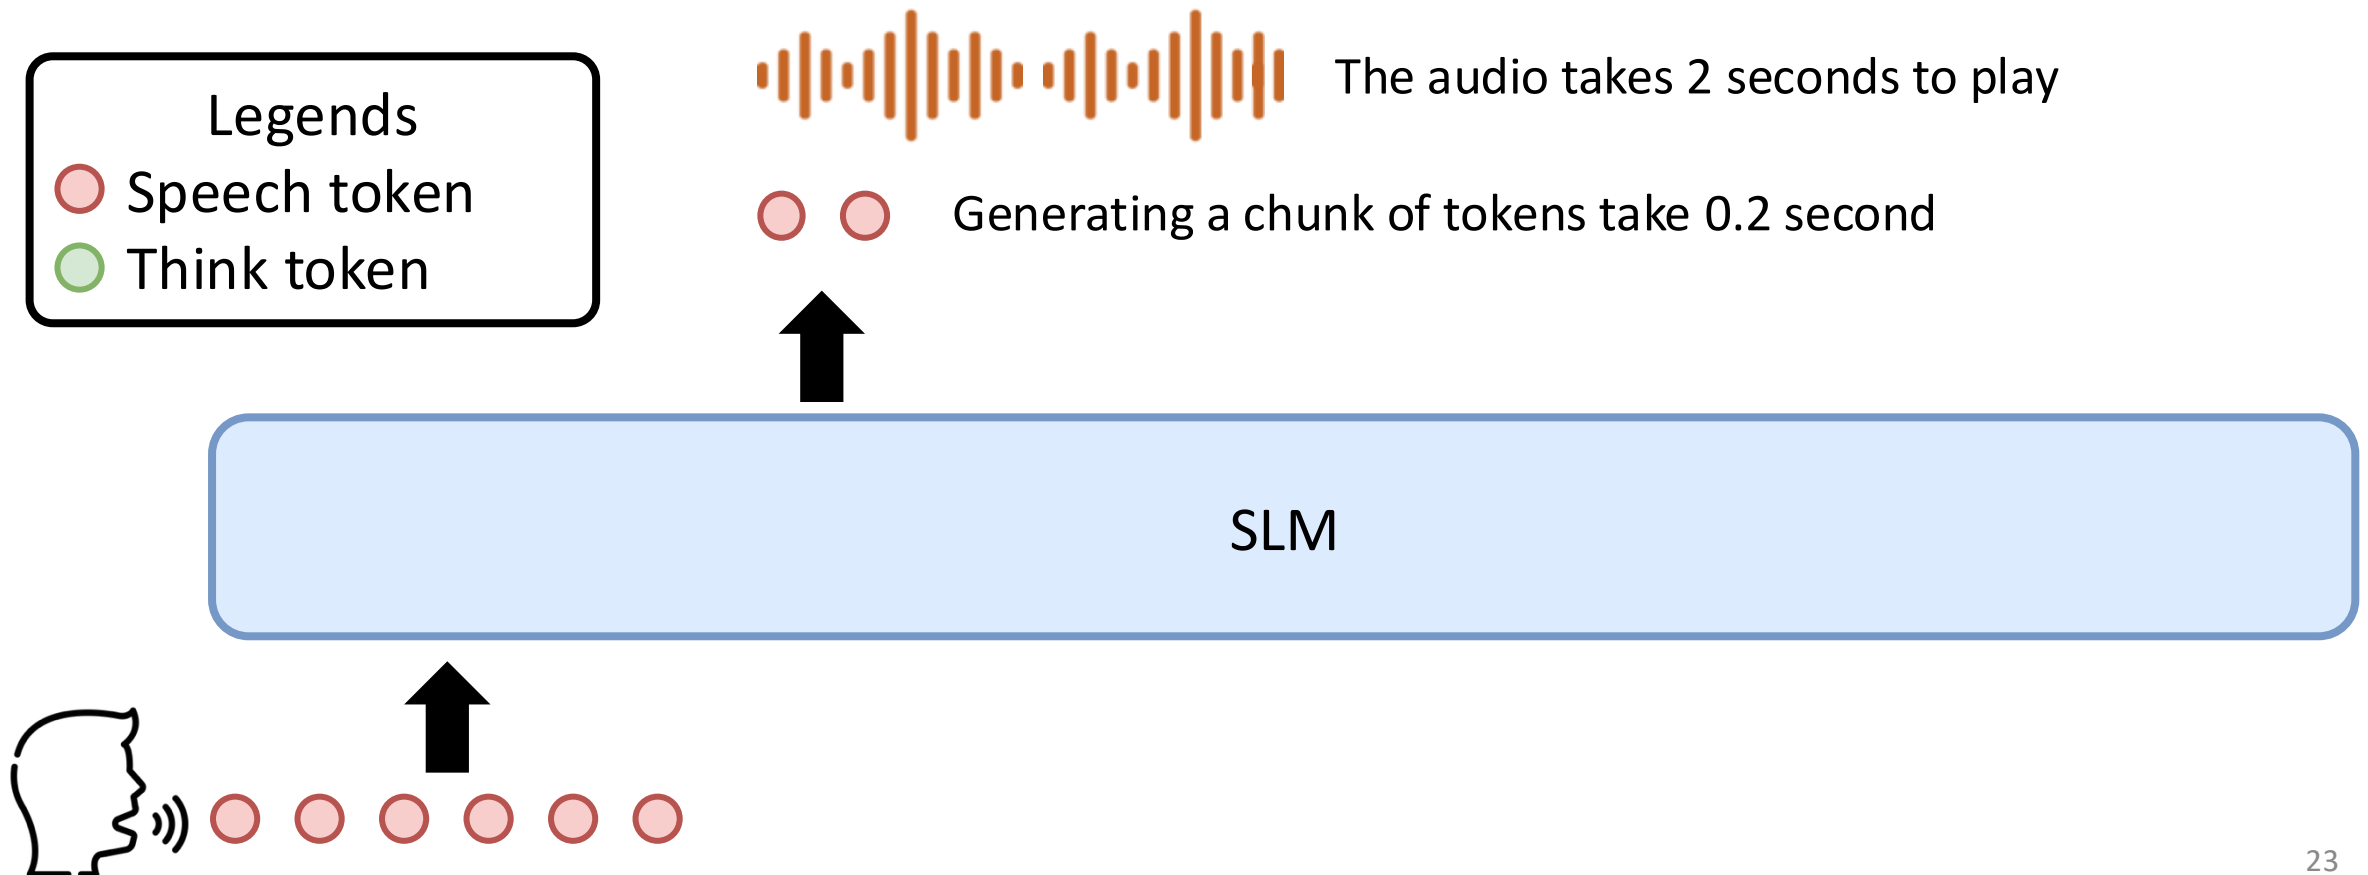 Legends
Speech token
Think token
The audio takes 2 seconds to play
Generating a chunk of tokens take 0.2 second
SLM
23